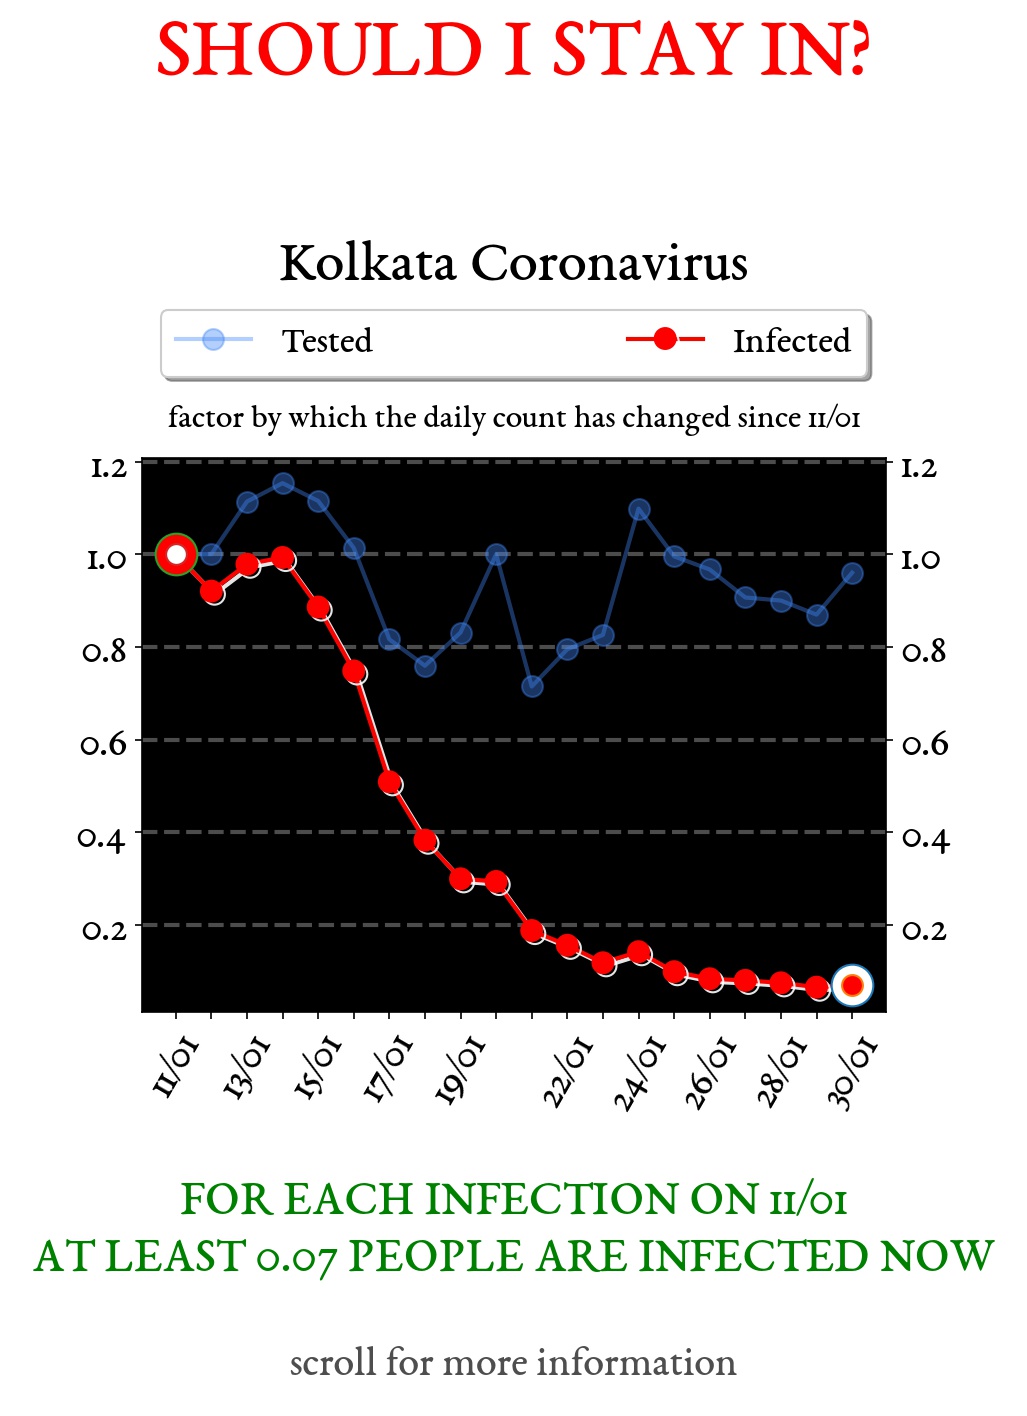 SHOULD I STAY IN?
Kolkata Coronavirus
Tested Infected
factor by which the daily count has changed since 11/01
1.2 1.2
1.0 1.0
0.8 0.8
0.6 0.6
0.4 0.4
0.2 0.2
11/01 13/01 15/01 17/01 19/01 22/01 24/01 26/01 28/01 30/01
FOR EACH INFECTION ON 11/01
AT LEAST 0.07 PEOPLE ARE INFECTED NOW
scroll for more information